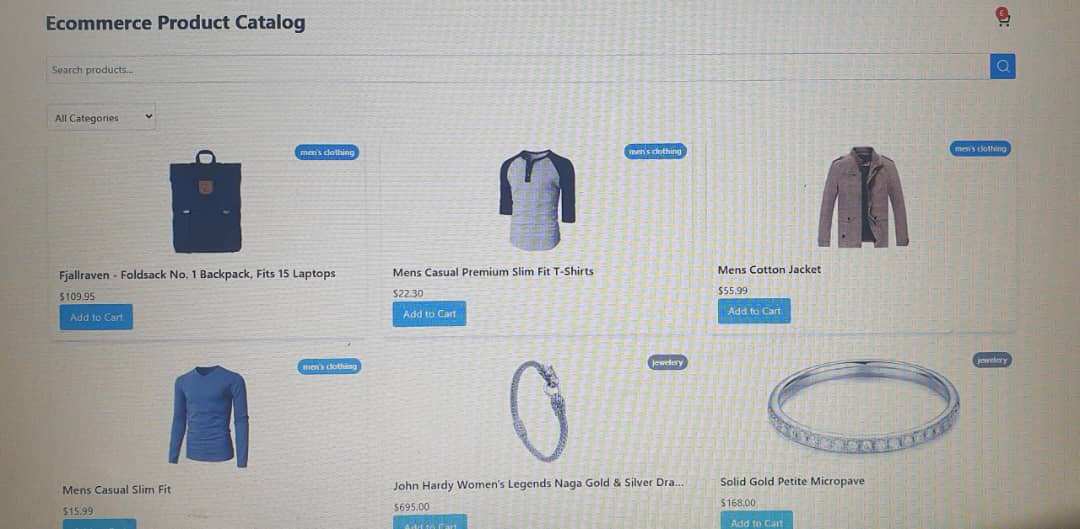 Ecommerce Product Catalog
Search products...
All Categories
men's clothing
men's clothing
men's clothing
Fjallraven - Foldsack No. 1 Backpack, Fits 15 Laptops
$109.95
Add to Cart
Mens Casual Premium Slim Fit T-Shirts
$22.30
Add to Cart
Mens Cotton Jacket
$55.99
Add to Cart
men's clothing
jewelery
jewelery
Mens Casual Slim Fit
$15.99
John Hardy Women's Legends Naga Gold & Silver Dra...
$695.00
Add to Cart
Solid Gold Petite Micropave
$168.00
Add to Cart